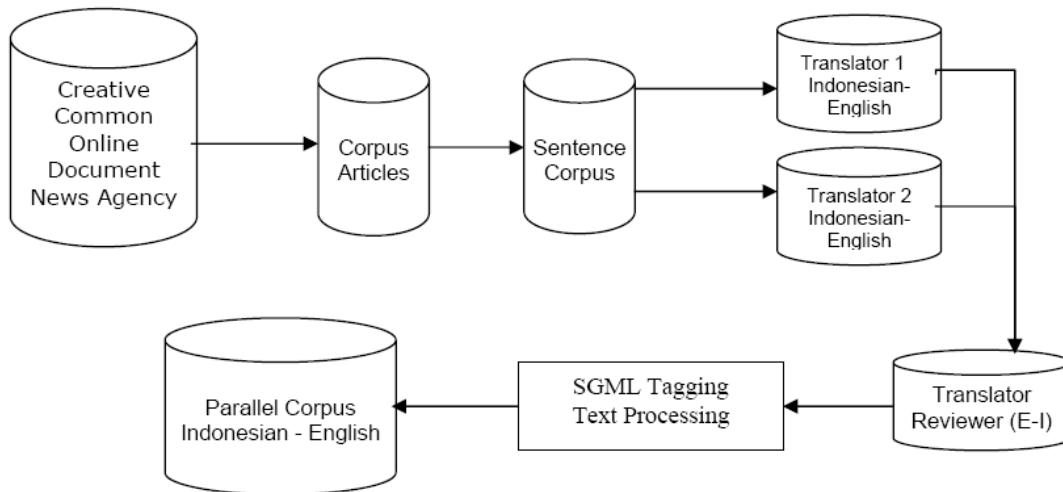 Creative
Common
Online
Document
News Agency
Corpus
Articles
Sentence
Corpus
Translator 1
Indonesian-
English
Translator 2
Indonesian-
English
Translator
Reviewer (E-I)
SGML Tagging
Text Processing
Parallel Corpus
Indonesian - English